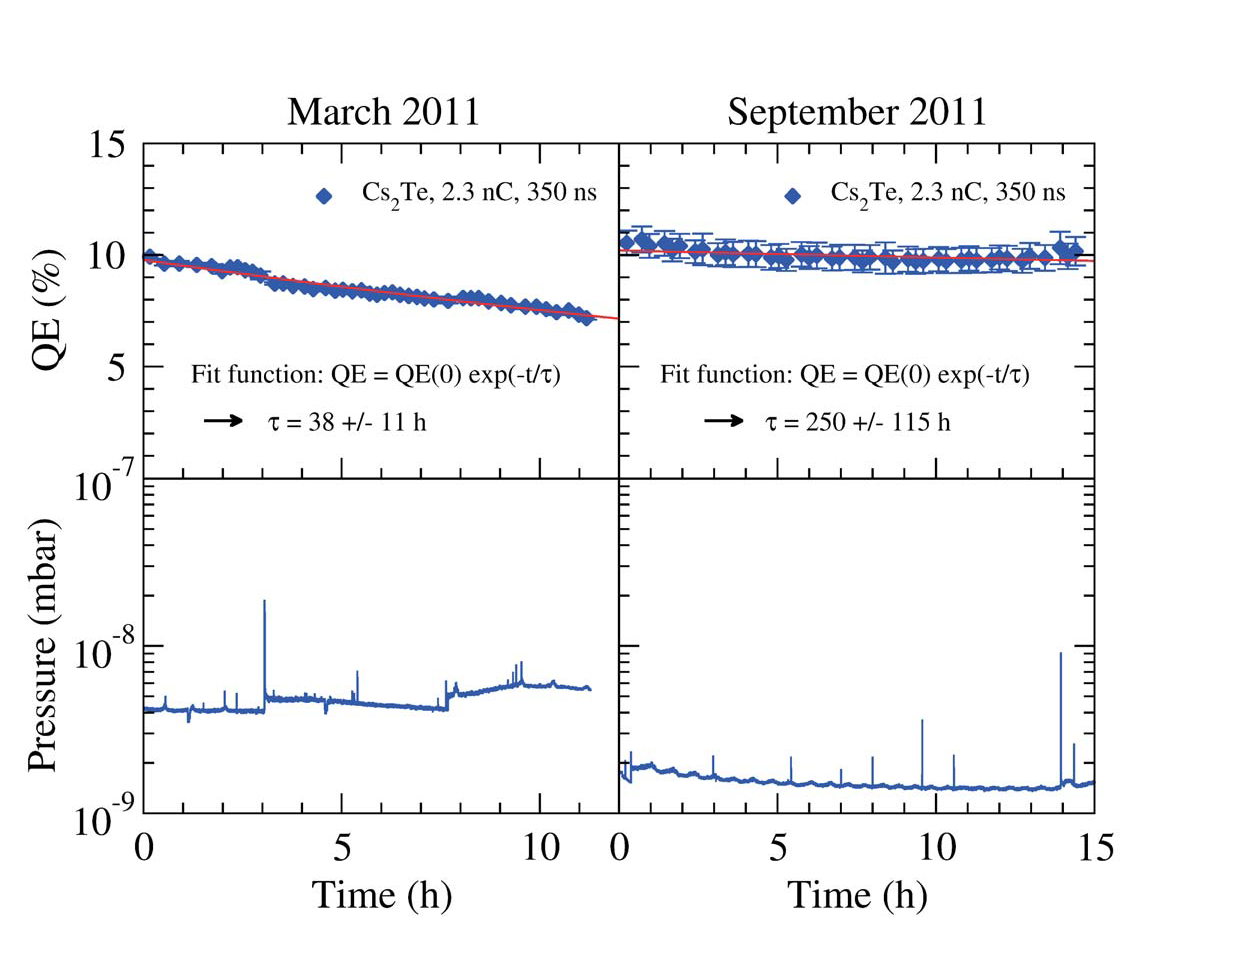 March 2011
September 2011
15
10
5
QE (%)
Cs2Te, 2.3 nC, 350 ns
Fit function: QE = QE(0) exp(-t/τ)
τ = 38 +/- 11 h
Cs2Te, 2.3 nC, 350 ns
Fit function: QE = QE(0) exp(-t/τ)
τ = 250 +/- 115 h
10^-7
10^-8
10^-9
Pressure (mbar)
0 5 10 0 5 10 15
Time (h)
Time (h)